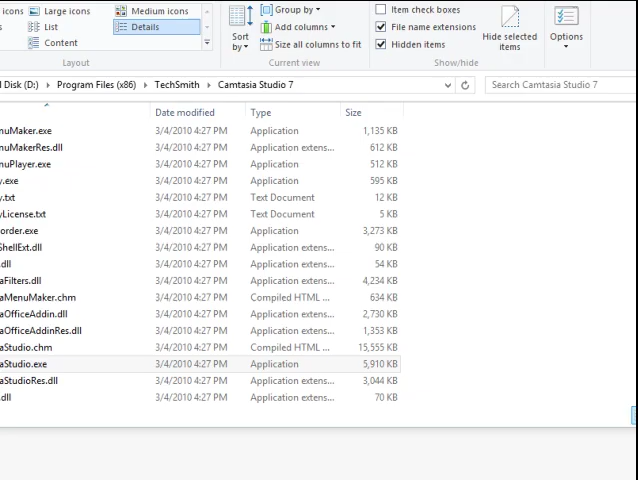 icons Large icons Medium icons
s List Details
Content
Layout
Sort by
Group by
Add columns
Size all columns to fit
Current view
Item check boxes
File name extensions
Hidden items
Hide selected items
Show/hide
Options
l Disk (D:) Program Files (x86) TechSmith Camtasia Studio 7
Search Camtasia Studio 7
Date modified Type Size
nuMaker.exe 3/4/2010 4:27 PM Application 1,135 KB
nuMakerRes.dll 3/4/2010 4:27 PM Application extens... 612 KB
nuPlayer.exe 3/4/2010 4:27 PM Application 512 KB
y.exe 3/4/2010 4:27 PM Application 595 KB
y.txt 3/4/2010 4:27 PM Text Document 12 KB
yLicense.txt 3/4/2010 4:27 PM Text Document 5 KB
order.exe 3/4/2010 4:27 PM Application 3,273 KB
ShellExt.dll 3/4/2010 4:27 PM Application extens... 90 KB
.dll 3/4/2010 4:27 PM Application extens... 54 KB
aFilters.dll 3/4/2010 4:27 PM Application extens... 4,234 KB
aMenuMaker.chm 3/4/2010 4:27 PM Compiled HTML ... 634 KB
aOfficeAddin.dll 3/4/2010 4:27 PM Application extens... 2,730 KB
aOfficeAddinRes.dll 3/4/2010 4:27 PM Application extens... 1,353 KB
aStudio.chm 3/4/2010 4:27 PM Compiled HTML ... 15,555 KB
aStudio.exe 3/4/2010 4:27 PM Application 5,910 KB
aStudioRes.dll 3/4/2010 4:27 PM Application extens... 3,044 KB
.dll 3/4/2010 4:27 PM Application extens... 70 KB